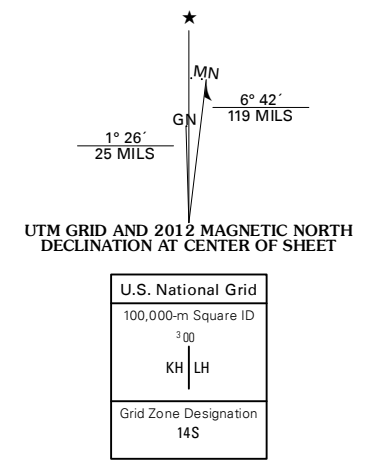 ★
MN
GN
6° 42´
119 MILS
1° 26´
25 MILS
UTM GRID AND 2012 MAGNETIC NORTH
DECLINATION AT CENTER OF SHEET
U.S. National Grid
100,000-m Square ID
³00
KH LH
Grid Zone Designation
14S